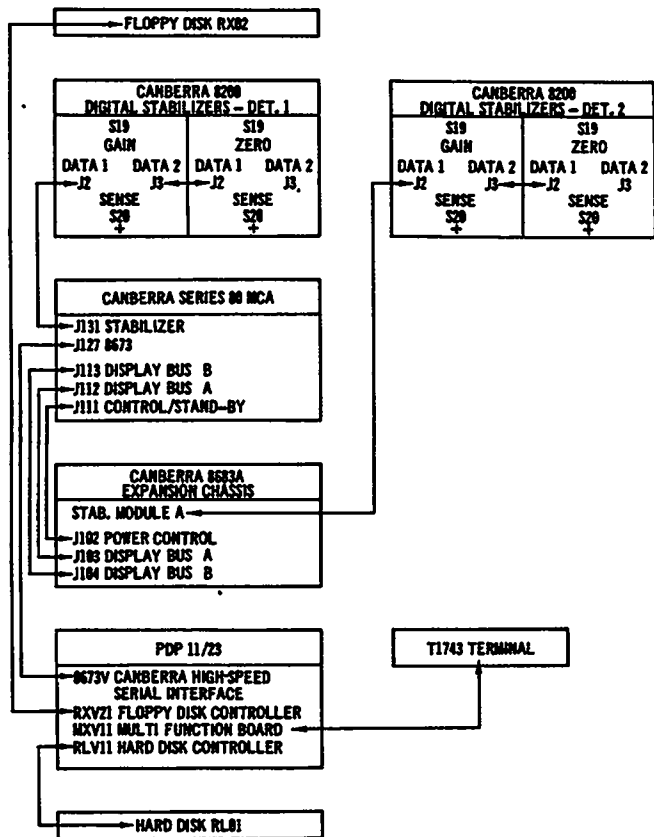 FLOPPY DISK RX02
CANBERRA 8200
DIGITAL STABILIZERS - DET. 1
S19 S19
GAIN ZERO
DATA 1 DATA 2 DATA 1 DATA 2
J2 J3 J2 J3
SENSE SENSE
S20 S20
+ +
CANBERRA 8200
DIGITAL STABILIZERS - DET. 2
S19 S19
GAIN ZERO
DATA 1 DATA 2 DATA 1 DATA 2
J2 J3 J2 J3
SENSE SENSE
S20 S20
+ +
CANBERRA SERIES 80 MCA
J131 STABILIZER
J127 8673
J113 DISPLAY BUS B
J112 DISPLAY BUS A
J111 CONTROL/STAND-BY
CANBERRA 8683A
EXPANSION CHASSIS
STAB. MODULE A
J102 POWER CONTROL
J103 DISPLAY BUS A
J104 DISPLAY BUS B
PDP 11/23
8673V CANBERRA HIGH-SPEED
SERIAL INTERFACE
RXV21 FLOPPY DISK CONTROLLER
MXV11 MULTI FUNCTION BOARD
RLV11 HARD DISK CONTROLLER
T1743 TERMINAL
HARD DISK RL01